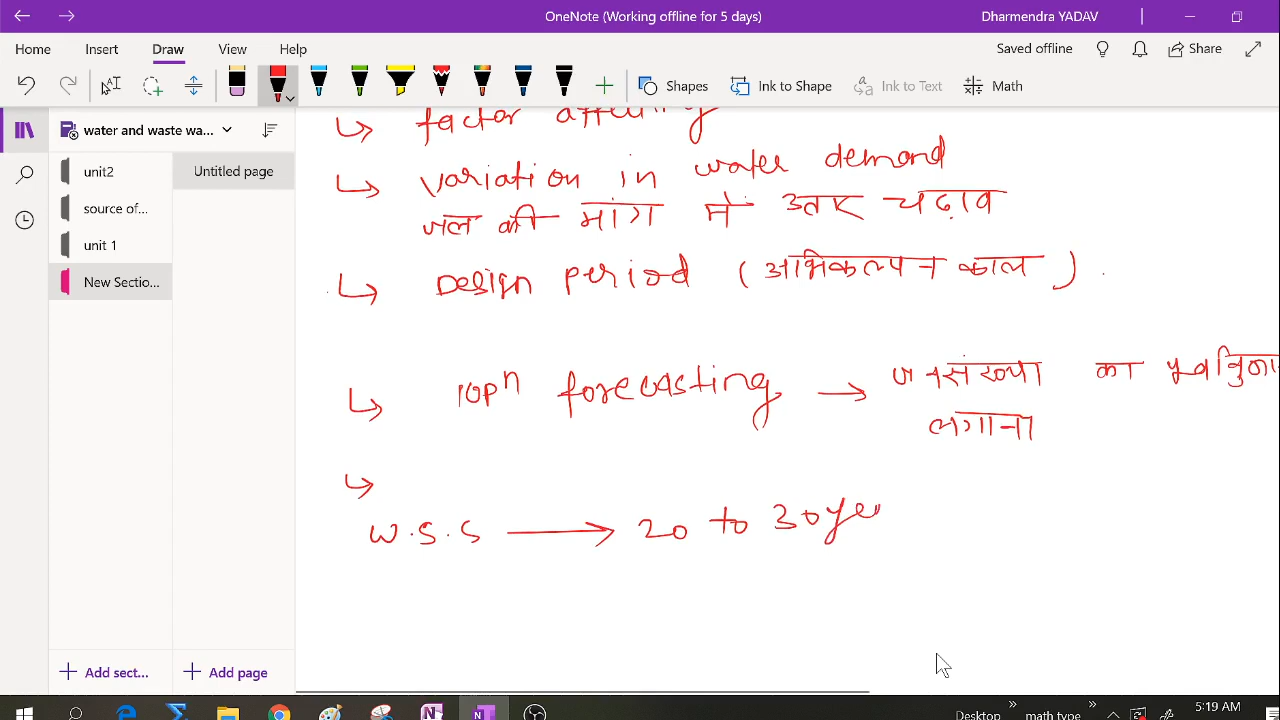 OneNote (Working offline for 5 days)
Dharmendra YADAV
Home Insert Draw View Help
Saved offline
Share
Shapes
Ink to Shape
Ink to Text
Math
water and waste wa...
unit2
source of...
unit 1
New Sectio...
Untitled page
factor affecting
variation in water demand
जल की मांग में उतार चढ़ाव
Design period (अभिकल्पन काल)
popn forecasting → जनसंख्या का
लगाना
W.S.S → 20 to 30 ye
Add sect...
Add page
Desktop
math type
5:19 AM